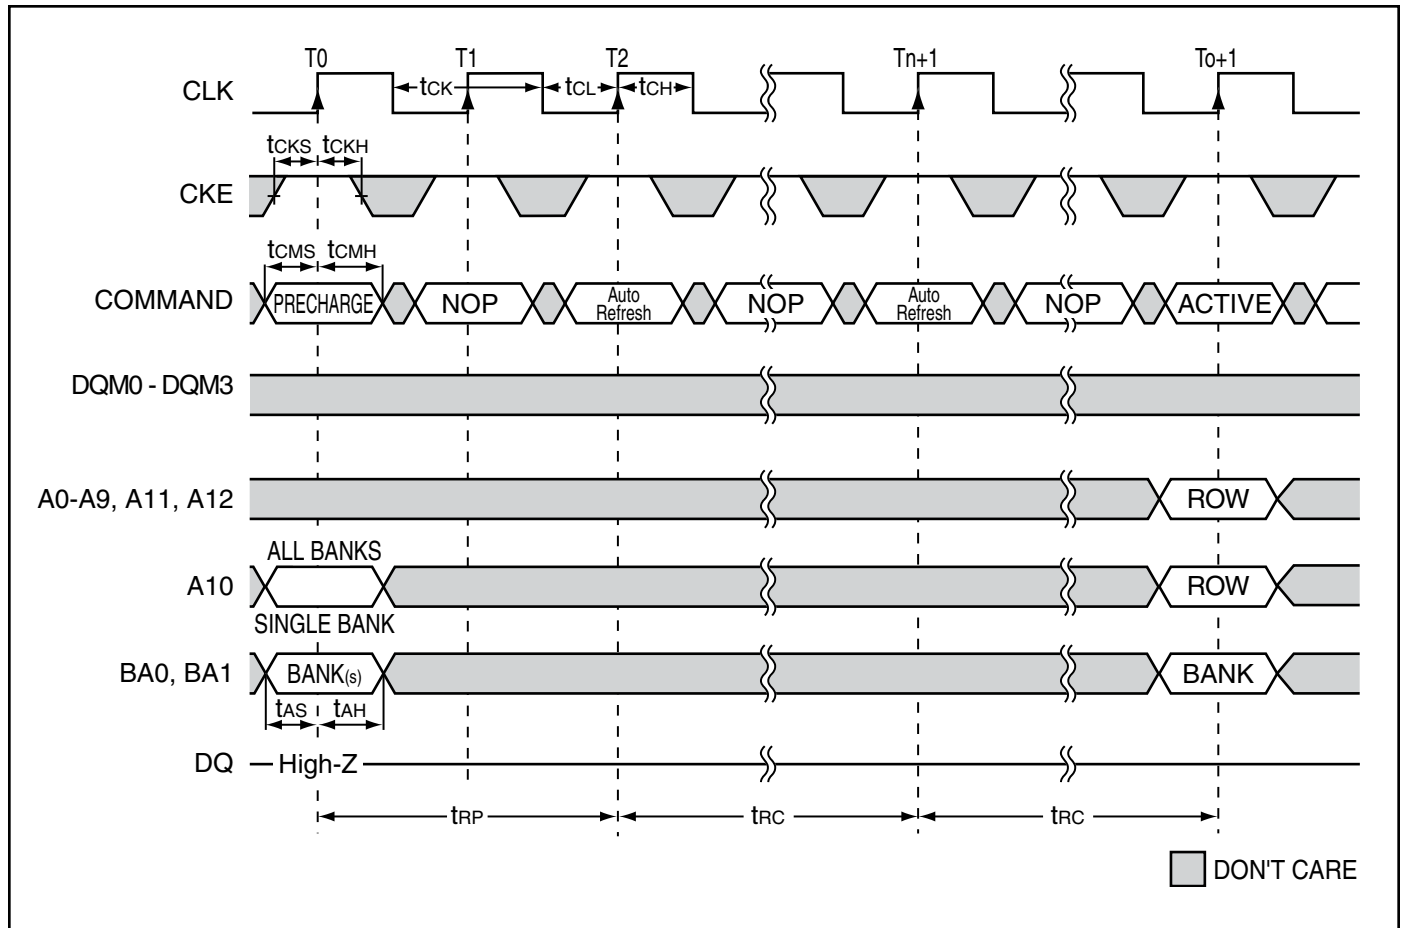 T0 T1 T2 Tn+1 To+1
CLK tCK tCL tCH
tCKS tCKH
CKE
tCMS tCMH
COMMAND PRECHARGE NOP Auto Refresh NOP Auto Refresh NOP ACTIVE
DQM0 - DQM3
A0-A9, A11, A12 ROW
ALL BANKS
A10 ROW
SINGLE BANK
BA0, BA1 BANK(s) BANK
tAS tAH
DQ High-Z
tRP tRC tRC
DON'T CARE